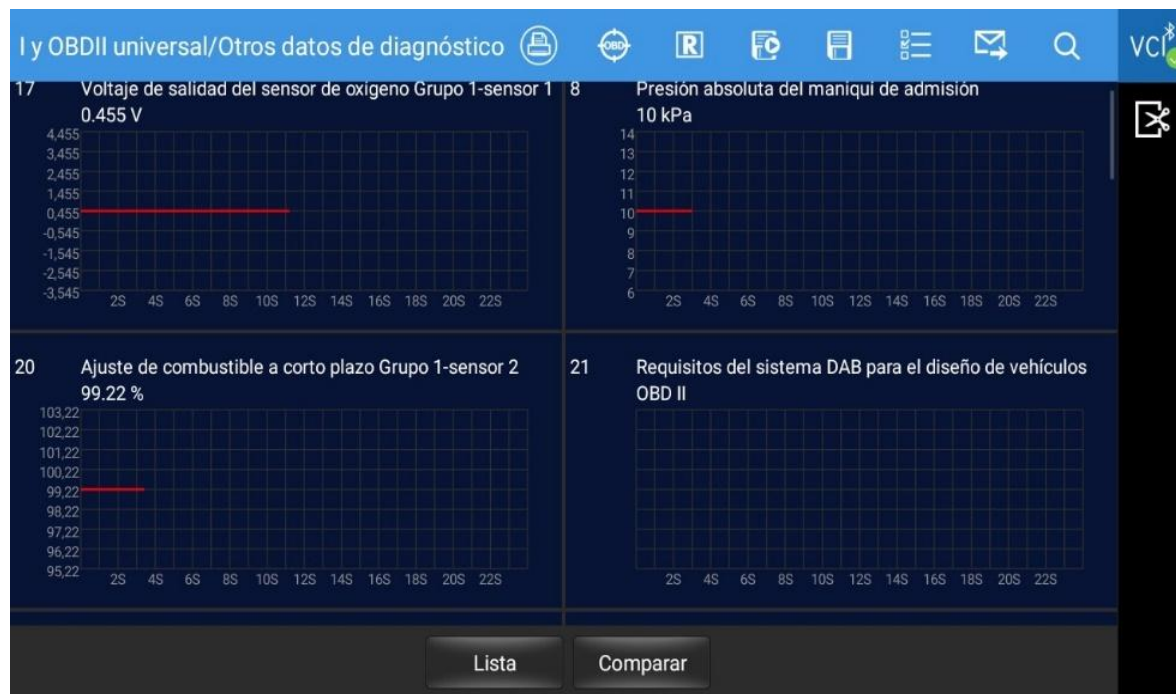 I y OBDII universal/Otros datos de diagnóstico
OBD
R
VCI
17 Voltaje de salidad del sensor de oxígeno Grupo 1-sensor 1
0.455 V
4,455
3,455
2,455
1,455
0,455
-0,545
-1,545
-2,545
-3,545
2S 4S 6S 8S 10S 12S 14S 16S 18S 20S 22S
8 Presión absoluta del maniquí de admisión
10 kPa
14
13
12
11
10
9
8
7
6
2S 4S 6S 8S 10S 12S 14S 16S 18S 20S 22S
20 Ajuste de combustible a corto plazo Grupo 1-sensor 2
99.22 %
103,22
102,22
101,22
100,22
99,22
98,22
97,22
96,22
95,22
2S 4S 6S 8S 10S 12S 14S 16S 18S 20S 22S
21 Requisitos del sistema DAB para el diseño de vehículos
OBD II
2S 4S 6S 8S 10S 12S 14S 16S 18S 20S 22S
Lista
Comparar